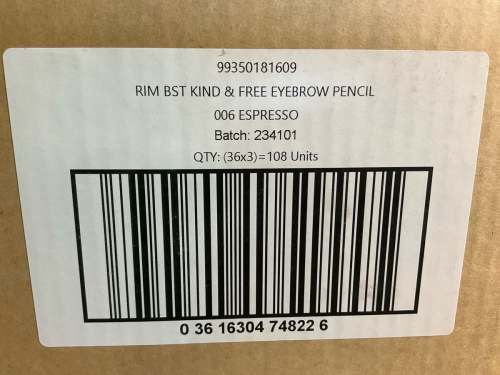 99350181609
RIM BST KIND & FREE EYEBROW PENCIL
006 ESPRESSO
Batch: 234101
QTY: (36x3)=108 Units
0 36 16304 74822 6